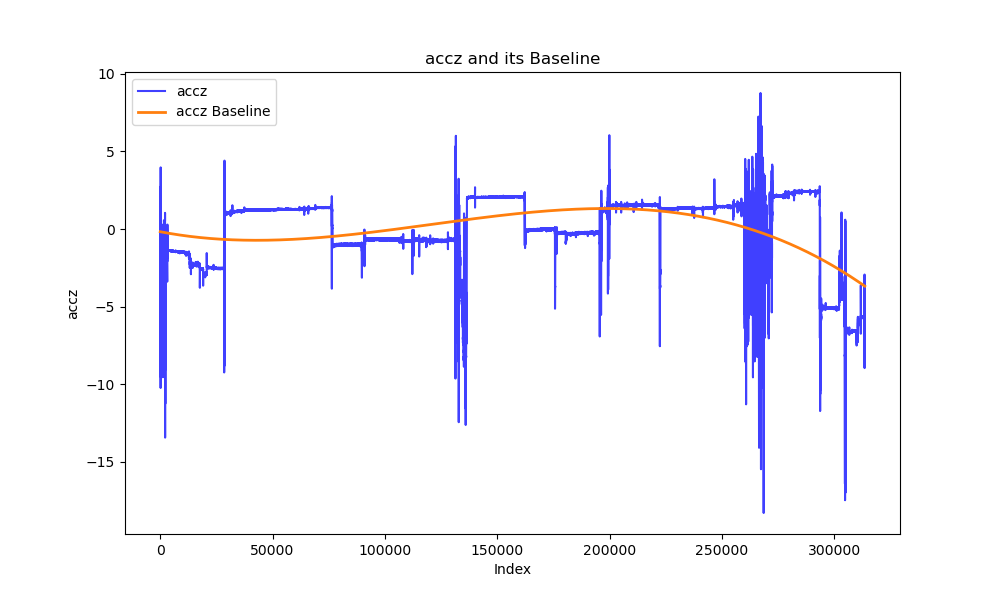 accz and its Baseline
accz
accz Baseline
10
5
0
−5
−10
−15
accz
0
50000
100000
150000
200000
250000
300000
Index